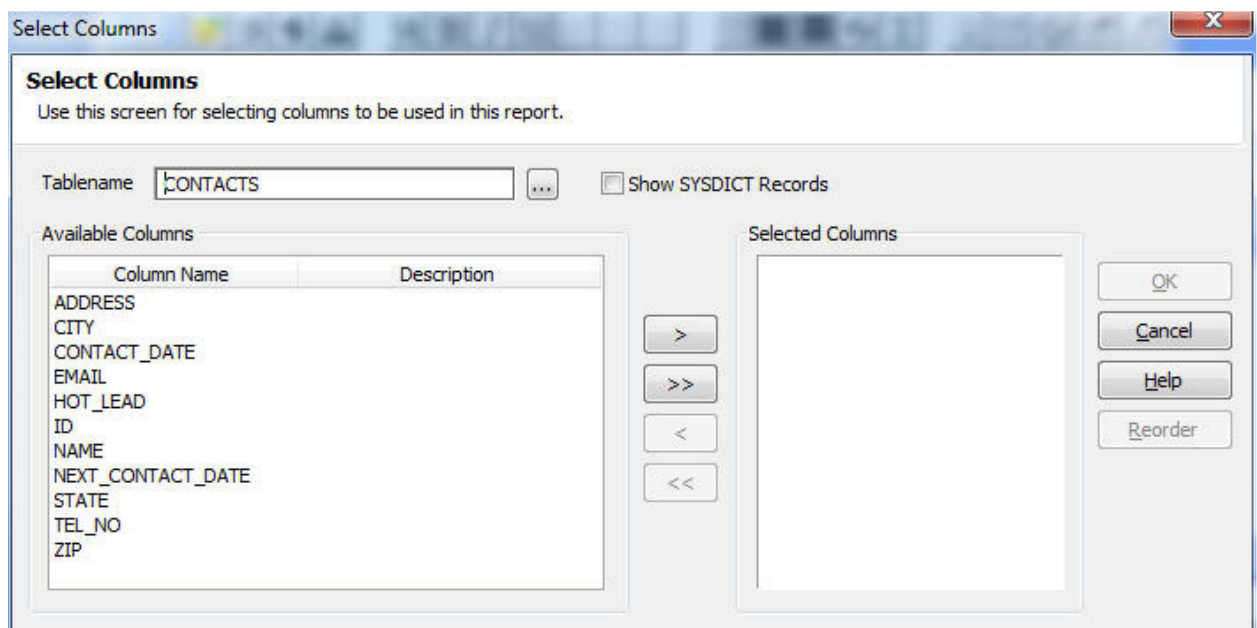 Select Columns
X
Select Columns
Use this screen for selecting columns to be used in this report.
Tablename CONTACTS ... Show SYSDICT Records
Available Columns
Column Name Description
ADDRESS
CITY
CONTACT_DATE
EMAIL
HOT_LEAD
ID
NAME
NEXT_CONTACT_DATE
STATE
TEL_NO
ZIP
>
>>
<
<<
Selected Columns
OK
Cancel
Help
Reorder